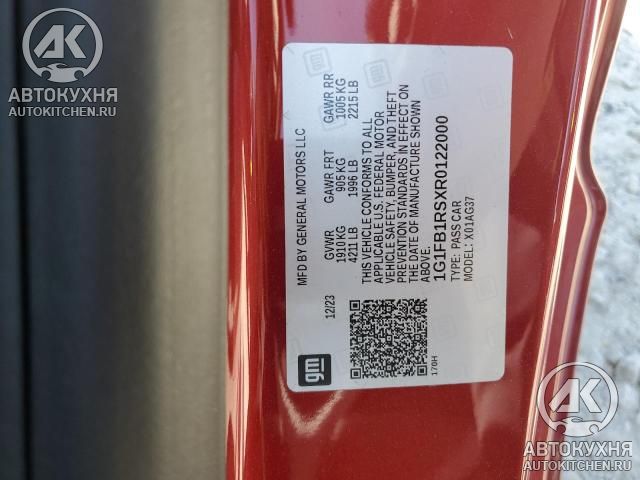 АВТОКУХНЯ
AUTOKITCHEN.RU
MFD BY GENERAL MOTORS LLC
12/23
GVWR GAWR FRT GAWR RR
1910 KG 905 KG 1005 KG
4211 LB 1996 LB 2215 LB
THIS VEHICLE CONFORMS TO ALL
APPLICABLE U.S. FEDERAL MOTOR
VEHICLE SAFETY, BUMPER, AND THEFT
PREVENTION STANDARDS IN EFFECT ON
THE DATE OF MANUFACTURE SHOWN
ABOVE.
1G1FB1RSXR0122000
TYPE: PASS CAR
MODEL: X01AG37
gm
170H
АВТОКУХНЯ
AUTOKITCHEN.RU